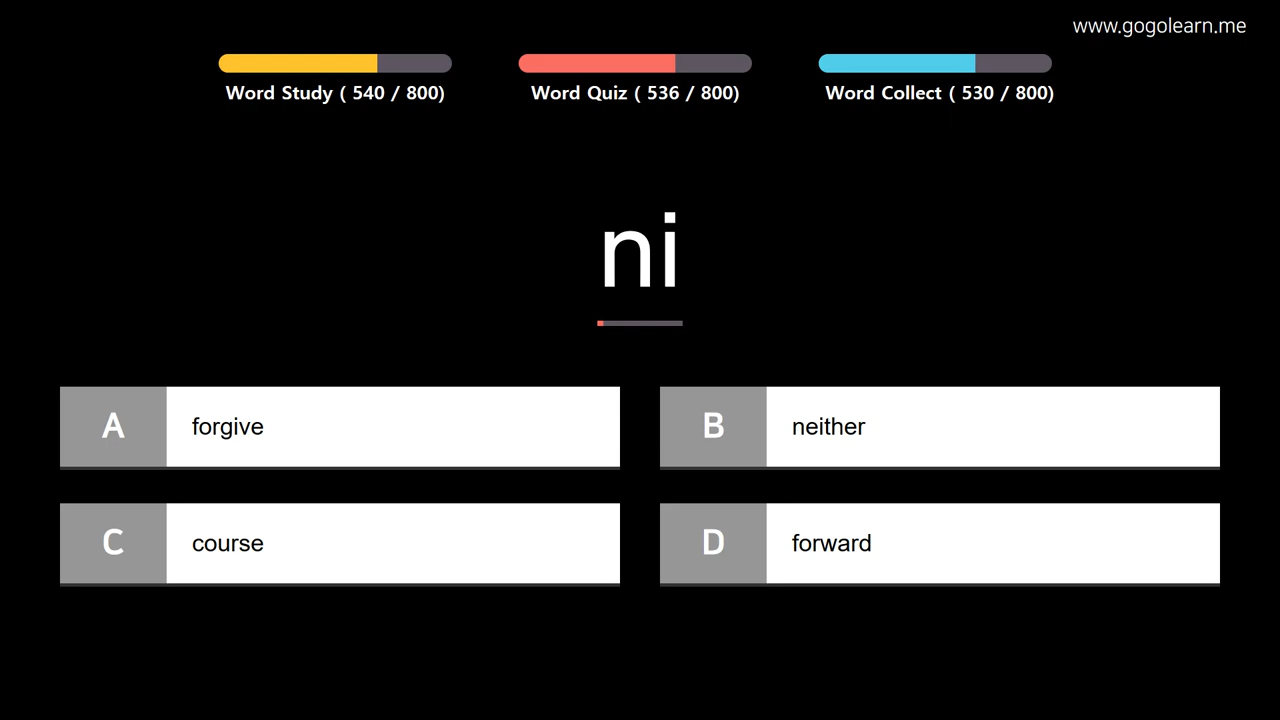 www.gogolearn.me
Word Study ( 540 / 800)
Word Quiz ( 536 / 800)
Word Collect ( 530 / 800)
ni
A forgive
B neither
C course
D forward